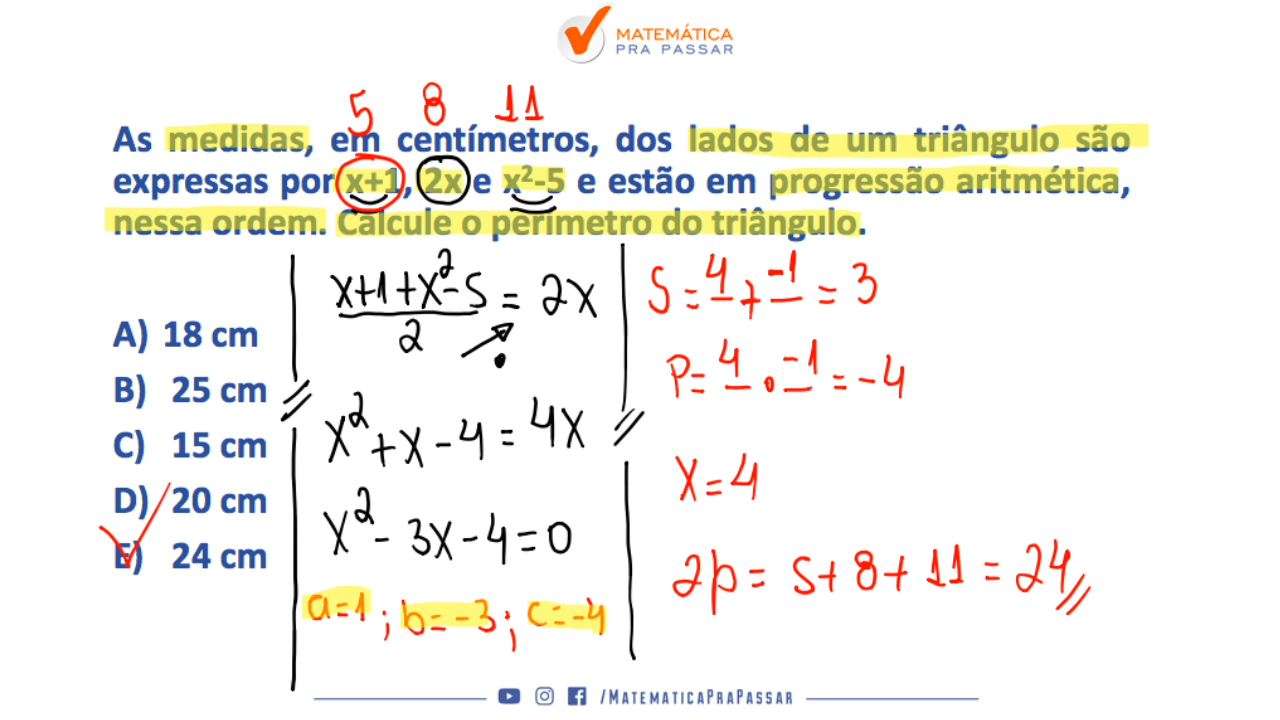 MATEMÁTICA
PRA PASSAR
5 8 11
As medidas, em centímetros, dos lados de um triângulo são
expressas por x+1, 2x e x²-5 e estão em progressão aritmética,
nessa ordem. Calcule o perímetro do triângulo.
A) 18 cm
B) 25 cm
C) 15 cm
D) 20 cm
E) 24 cm
x+1+x²-5 = 2x
2
x²+x-4=4x
x²-3x-4=0
a=1; b=-3; c=-4
S=4+-1=3
P=4.-1=-4
x=4
2p=5+8+11=24
/MatematicaPraPassar